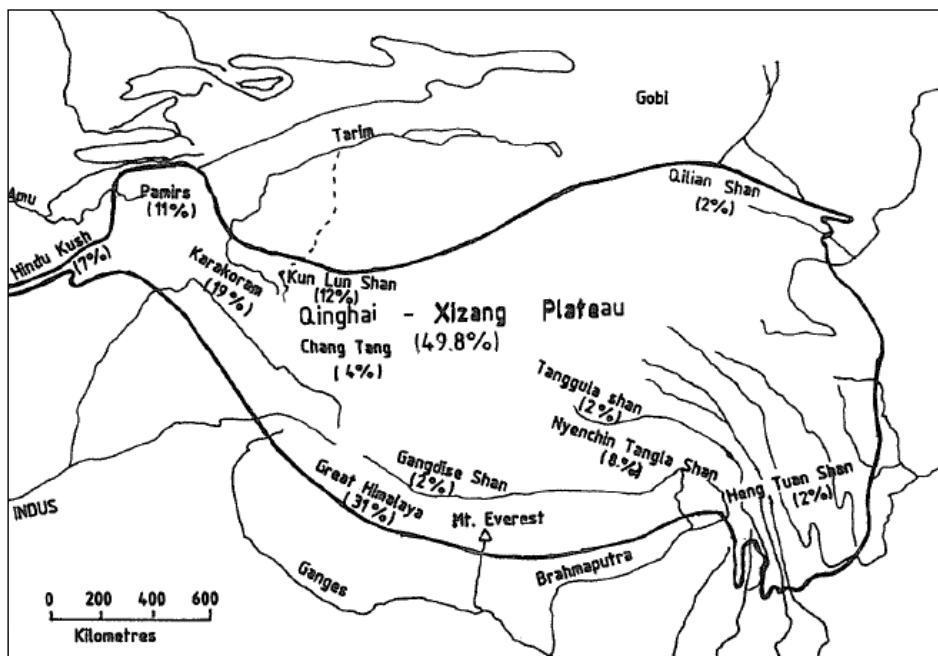 Gobi
Tarim
Amu
Pamirs
(11%)
Qilian Shan
(2%)
Hindu Kush
(7%)
Karakoram
(19%)
Kun Lun Shan
(12%)
Qinghai - Xizang Plateau
(49.8%)
Chang Tang
(4%)
Tanggula shan
(2%)
Nyenchin Tangla Shan
(8.%)
Gangdise Shan
(2%)
Heng Tuan Shan
(2%)
Great Himalaya
(31%)
INDUS
Mt. Everest
Brahmaputra
Ganges
0 200 400 600
Kilometres